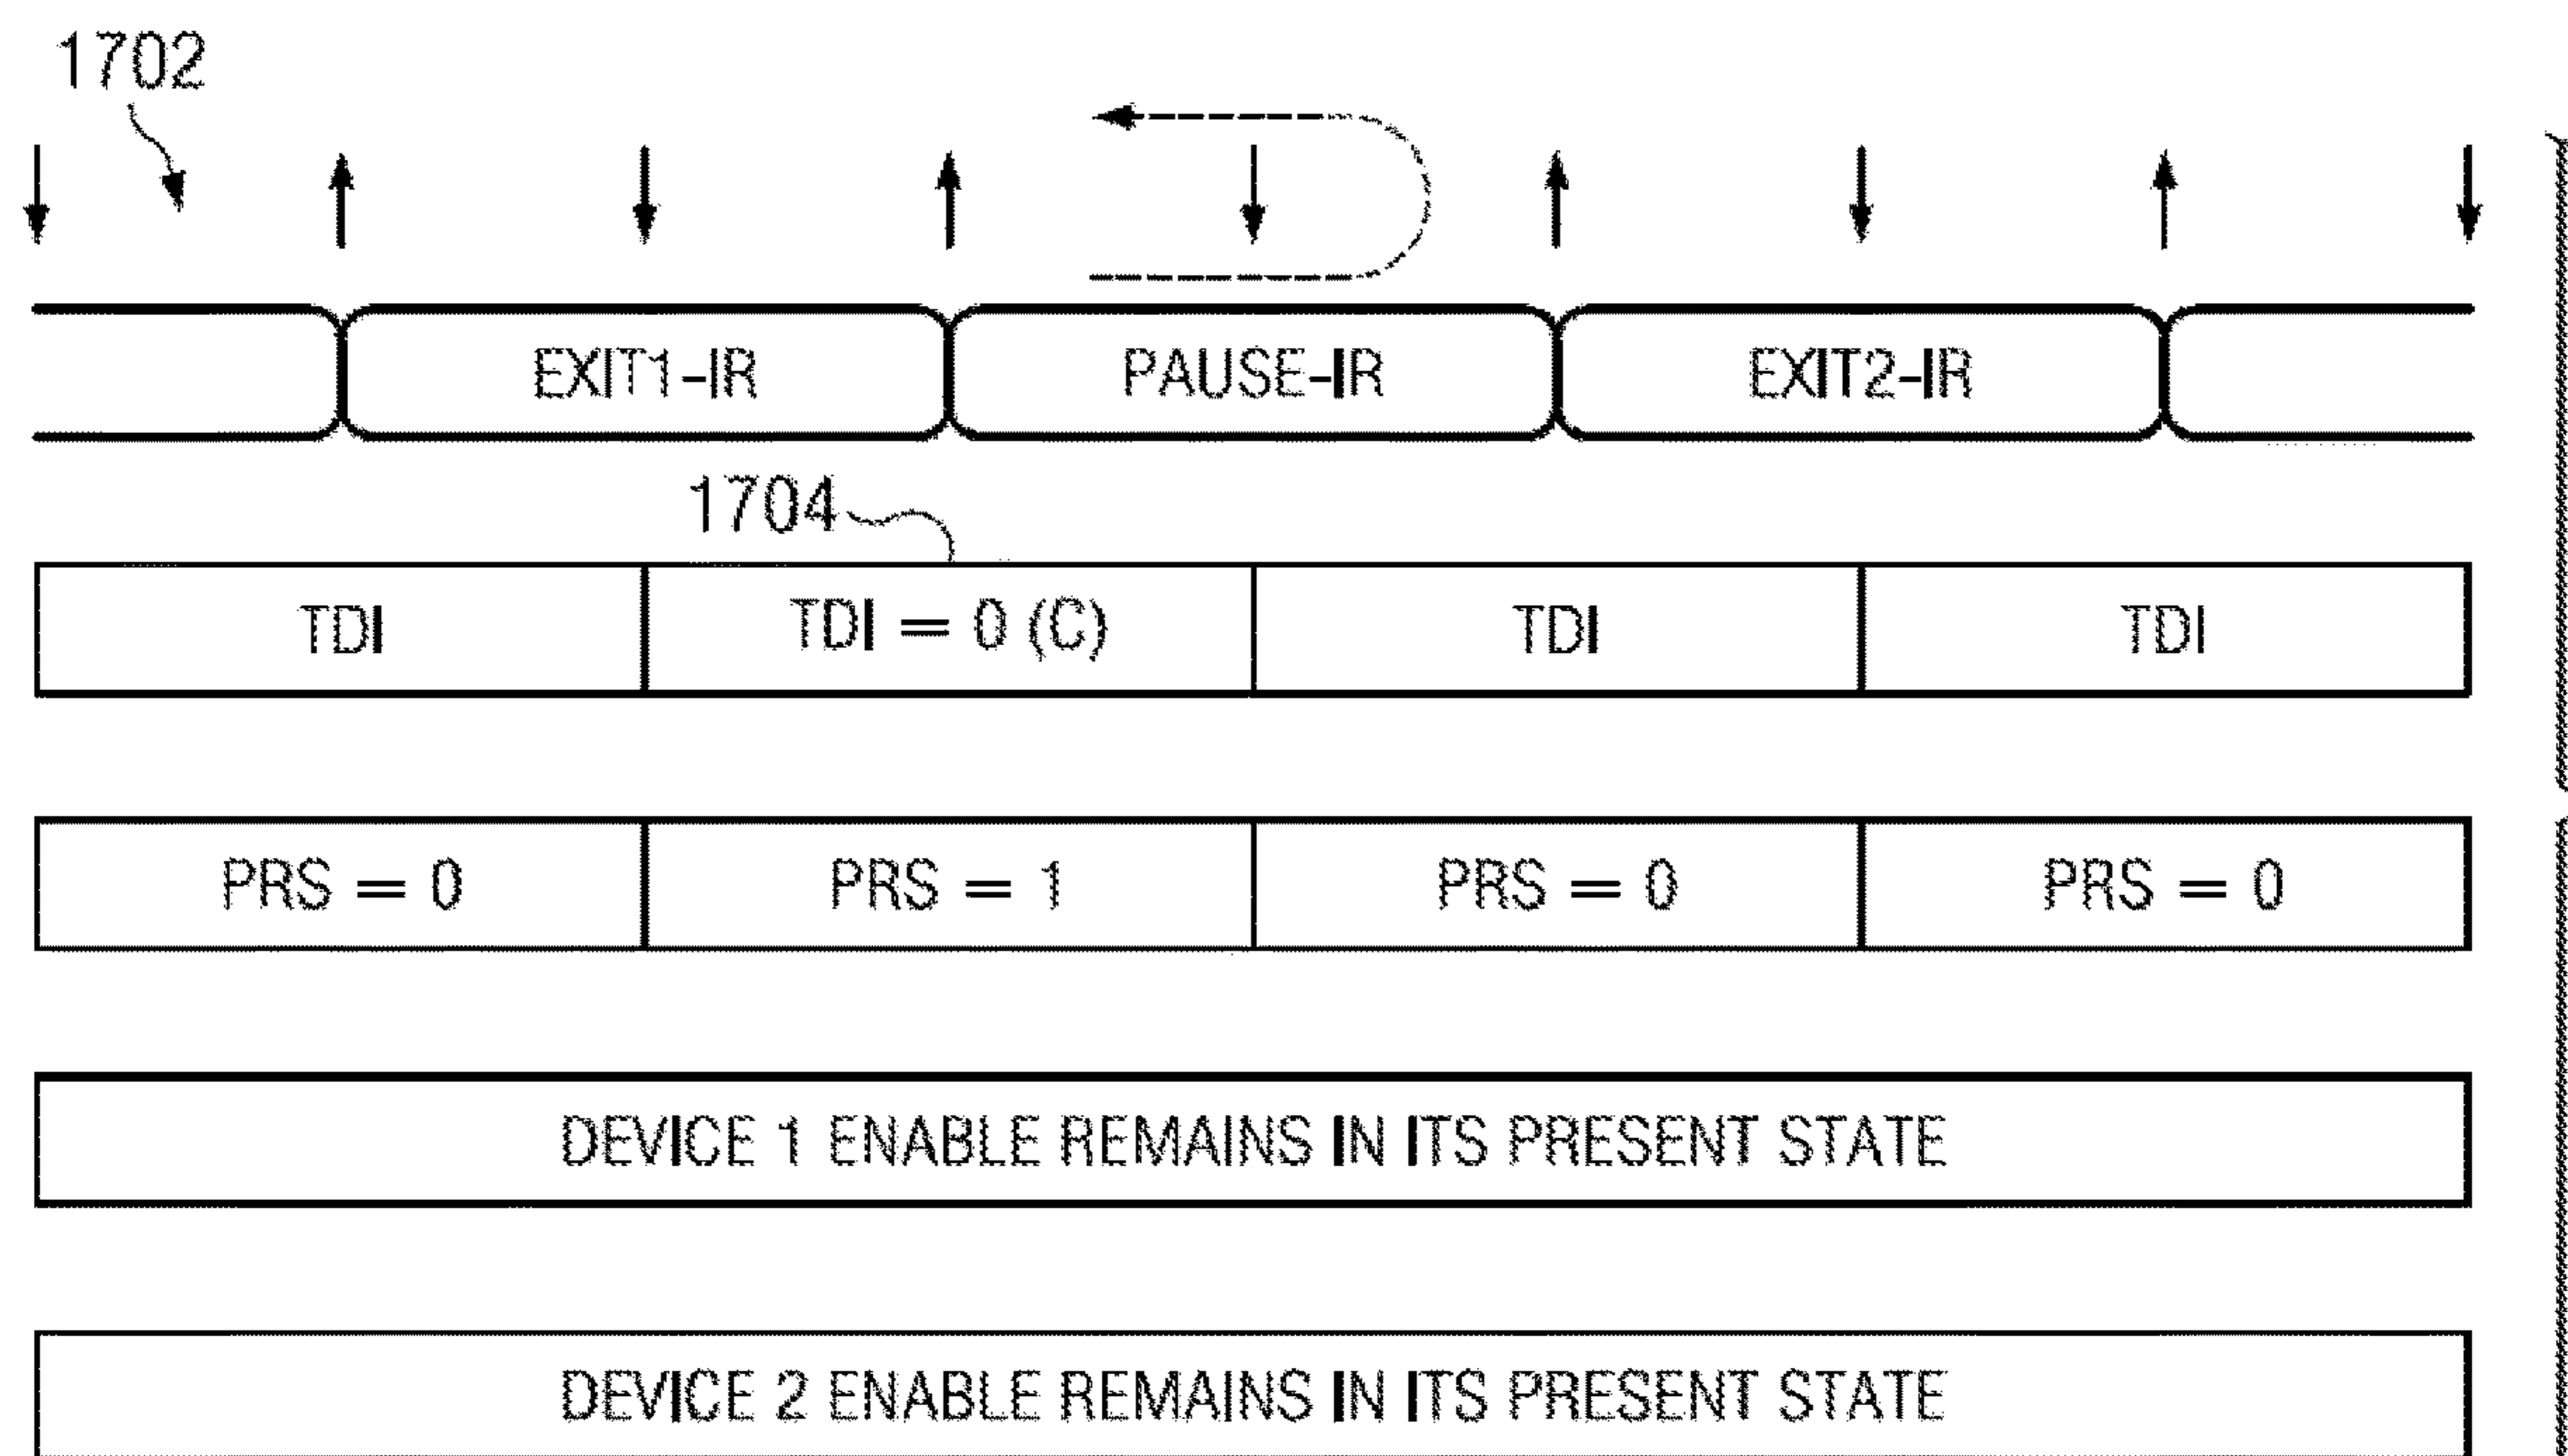 1702
EXIT1-IR PAUSE-IR EXIT2-IR
1704
TDI TDI = 0 (C) TDI TDI
PRS = 0 PRS = 1 PRS = 0 PRS = 0
DEVICE 1 ENABLE REMAINS IN ITS PRESENT STATE
DEVICE 2 ENABLE REMAINS IN ITS PRESENT STATE